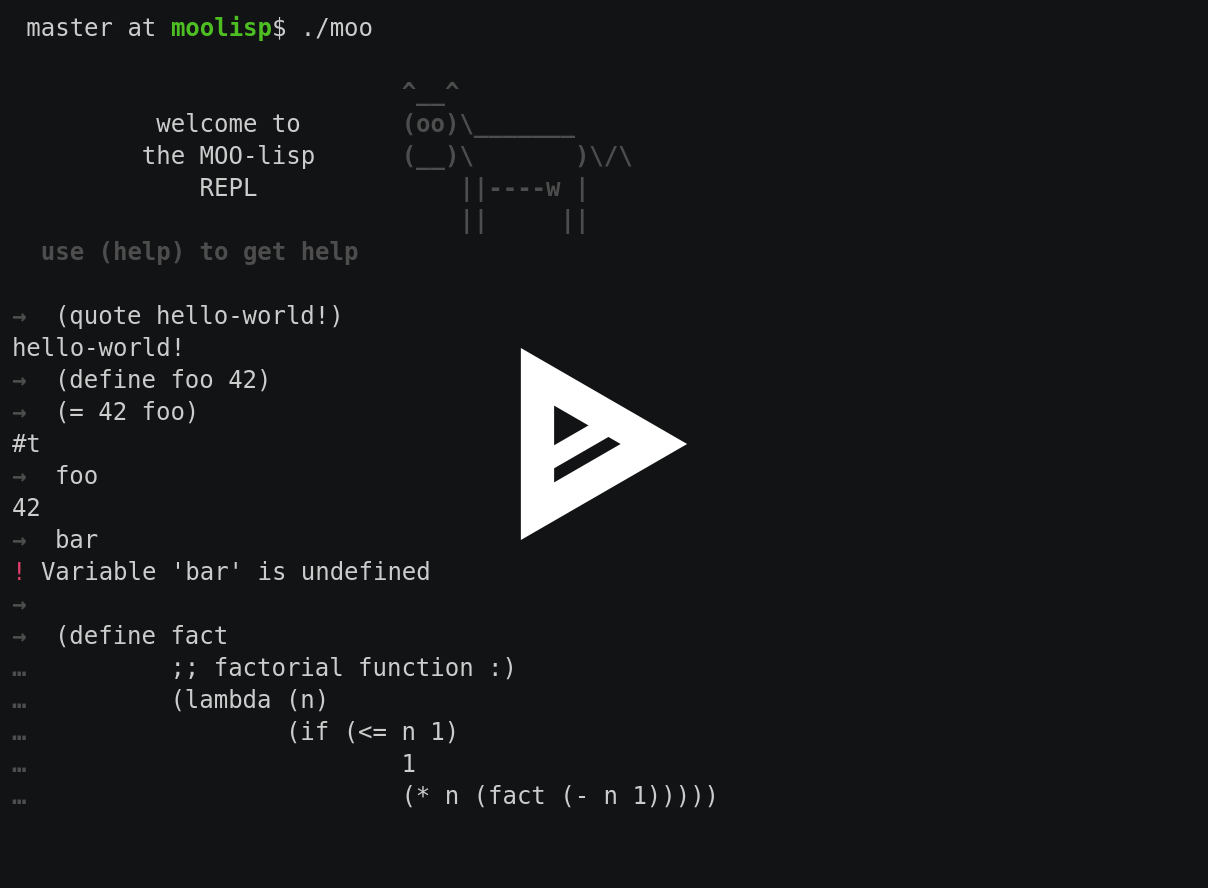 master at moolisp$ ./moo
^__^
welcome to       (oo)\_______
the MOO-lisp      (__)\       )\/\
REPL              ||----w |
||     ||
use (help) to get help
→  (quote hello-world!)
hello-world!
→  (define foo 42)
→  (= 42 foo)
#t
→  foo
42
→  bar
! Variable 'bar' is undefined
→
→  (define fact
…          ;; factorial function :)
…          (lambda (n)
…                  (if (<= n 1)
…                          1
…                          (* n (fact (- n 1)))))